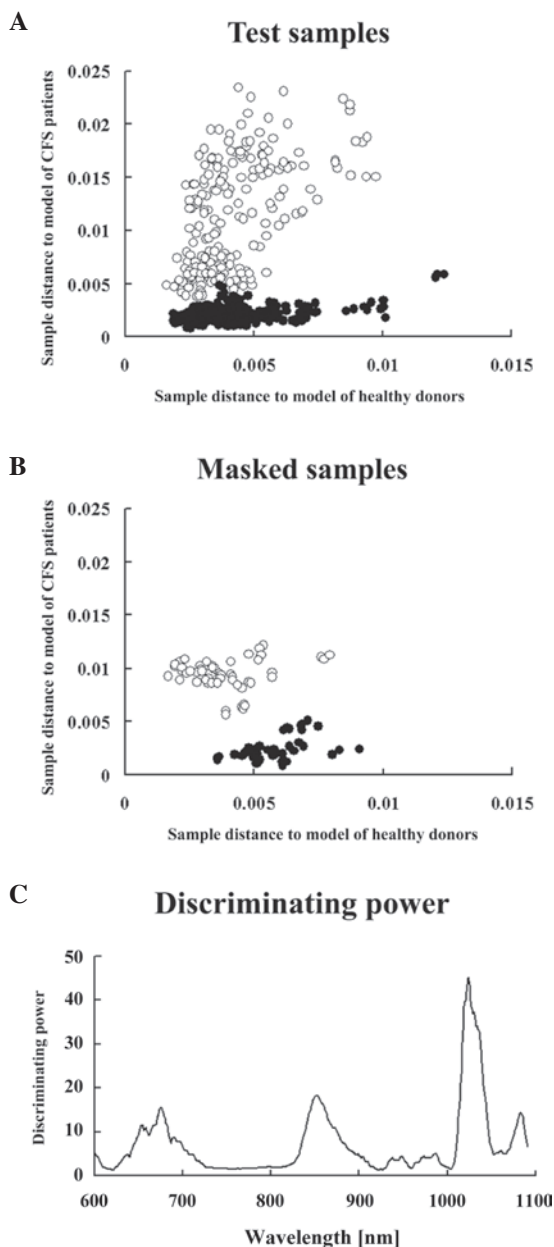 A
Test samples
Sample distance to model of CFS patients
0.025
0.02
0.015
0.01
0.005
0
0
0.005
0.01
0.015
Sample distance to model of healthy donors
B
Masked samples
Sample distance to model of CFS patients
0.025
0.02
0.015
0.01
0.005
0
0
0.005
0.01
0.015
Sample distance to model of healthy donors
C
Discriminating power
Discriminating power
50
40
30
20
10
0
600
700
800
900
1000
1100
Wavelength [nm]